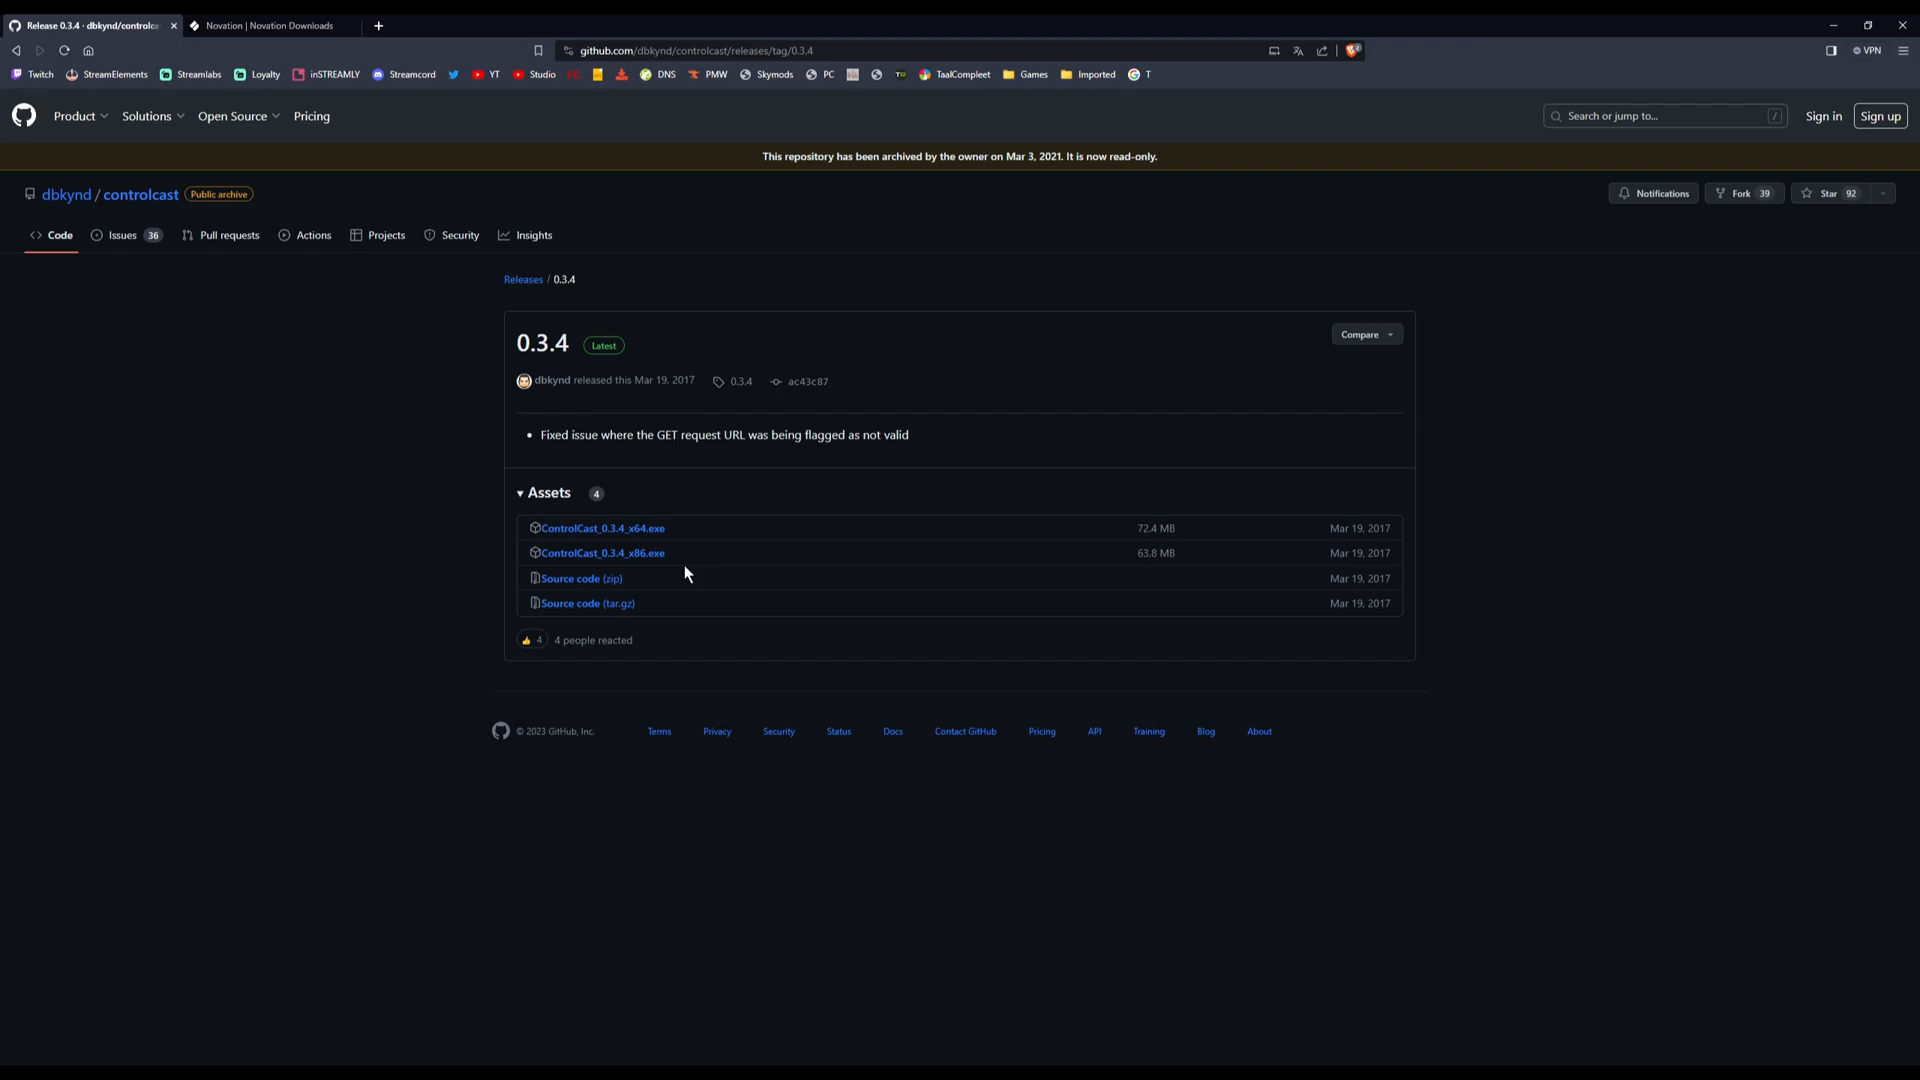 Release 0.3.4 · dbkynd/controlca
Novation | Novation Downloads
github.com/dbkynd/controlcast/releases/tag/0.3.4
VPN
Twitch StreamElements Streamlabs Loyalty inSTREAMLY Streamcord YT Studio DNS PMW Skymods PC TR TaalCompleet Games Imported T
Product Solutions Open Source Pricing
Search or jump to... /
Sign in Sign up
This repository has been archived by the owner on Mar 3, 2021. It is now read-only.
dbkynd / controlcast Public archive
Notifications Fork 39 Star 92
Code Issues 36 Pull requests Actions Projects Security Insights
Releases / 0.3.4
0.3.4 Latest
Compare
dbkynd released this Mar 19, 2017 0.3.4 ac43c87
• Fixed issue where the GET request URL was being flagged as not valid
Assets 4
ControlCast_0.3.4_x64.exe 72.4 MB Mar 19, 2017
ControlCast_0.3.4_x86.exe 63.8 MB Mar 19, 2017
Source code (zip) Mar 19, 2017
Source code (tar.gz) Mar 19, 2017
4 4 people reacted
© 2023 GitHub, Inc. Terms Privacy Security Status Docs Contact GitHub Pricing API Training Blog About